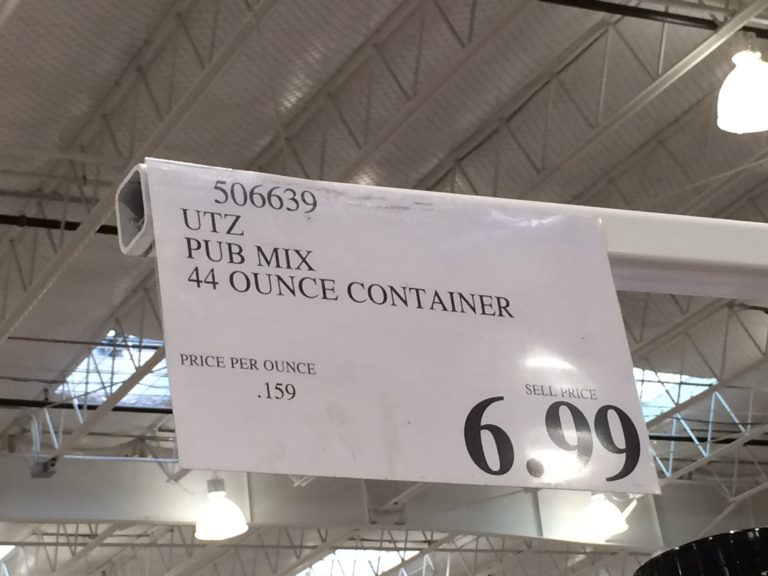 506639
UTZ
PUB MIX
44 OUNCE CONTAINER
PRICE PER OUNCE
.159
SELL PRICE
6.99